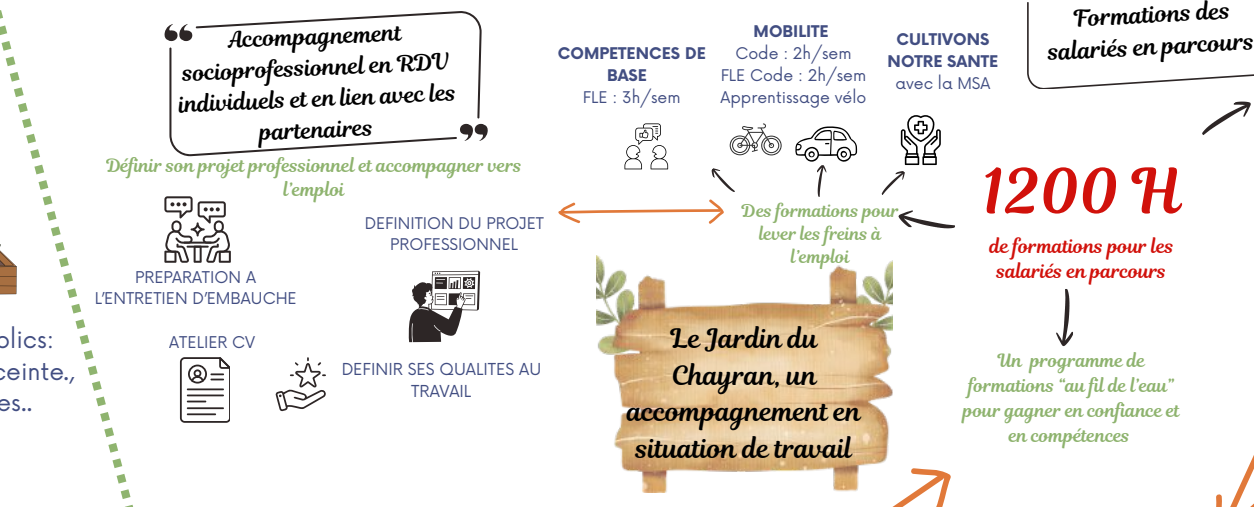 Accompagnement
socioprofessionnel en RDV
individuels et en lien avec les
partenaires
Définir son projet professionnel et accompagner vers
l'emploi
PREPARATION A
L'ENTRETIEN D'EMBAUCHE
DEFINITION DU PROJET
PROFESSIONNEL
ATELIER CV
DEFINIR SES QUALITES AU
TRAVAIL
COMPETENCES DE
BASE
FLE : 3h/sem
MOBILITE
Code : 2h/sem
FLE Code : 2h/sem
Apprentissage vélo
CULTIVONS
NOTRE SANTE
avec la MSA
Des formations pour
lever les freins à
l'emploi
Le Jardin du
Chayran, un
accompagnement en
situation de travail
Formations des
salariés en parcours
1200 H
de formations pour les
salariés en parcours
Un programme de
formations “au fil de l'eau”
pour gagner en confiance et
en compétences